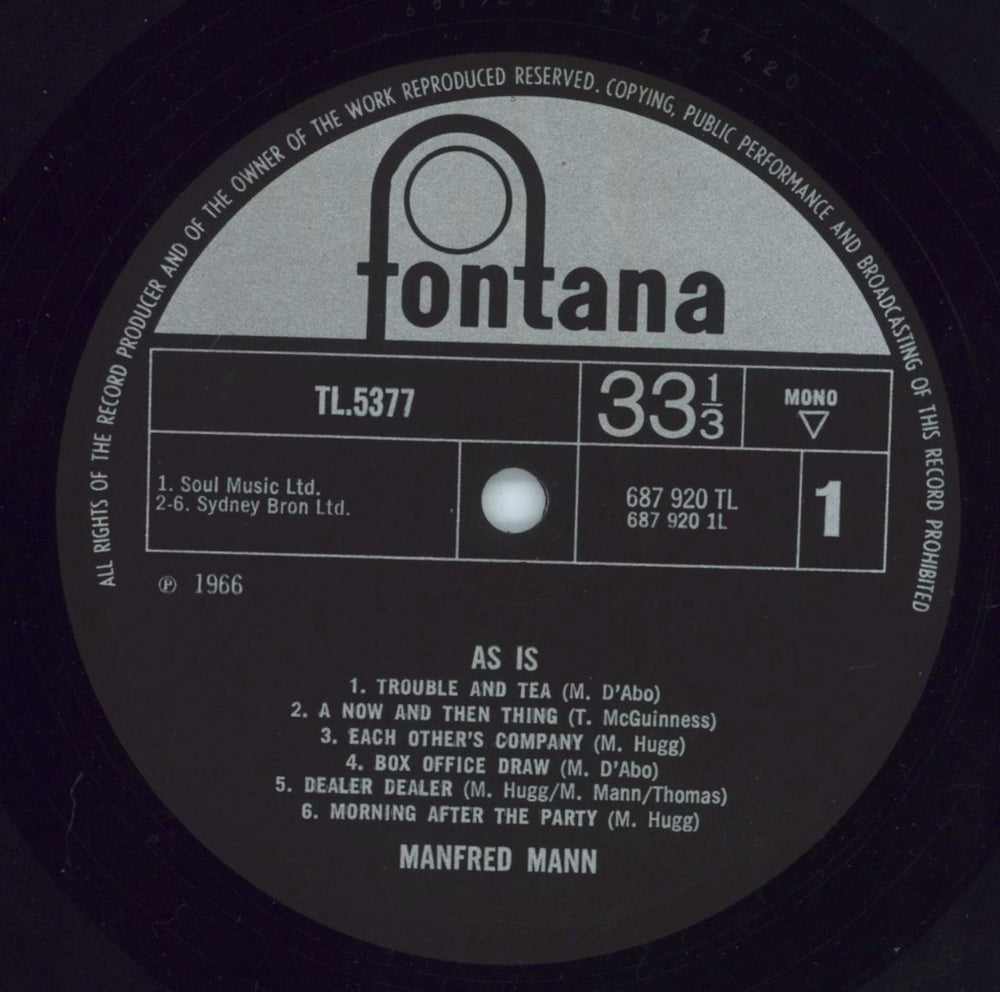 ALL RIGHTS OF THE RECORD PRODUCER AND OF THE OWNER OF THE WORK REPRODUCED RESERVED. COPYING, PUBLIC PERFORMANCE AND BROADCASTING OF THIS RECORD PROHIBITED
fontana
TL.5377
33 1/3
MONO
1. Soul Music Ltd.
2-6. Sydney Bron Ltd.
687 920 TL
687 920 1L
1
℗ 1966
AS IS
1. TROUBLE AND TEA (M. D'Abo)
2. A NOW AND THEN THING (T. McGuinness)
3. EACH OTHER'S COMPANY (M. Hugg)
4. BOX OFFICE DRAW (M. D'Abo)
5. DEALER DEALER (M. Hugg/M. Mann/Thomas)
6. MORNING AFTER THE PARTY (M. Hugg)
MANFRED MANN